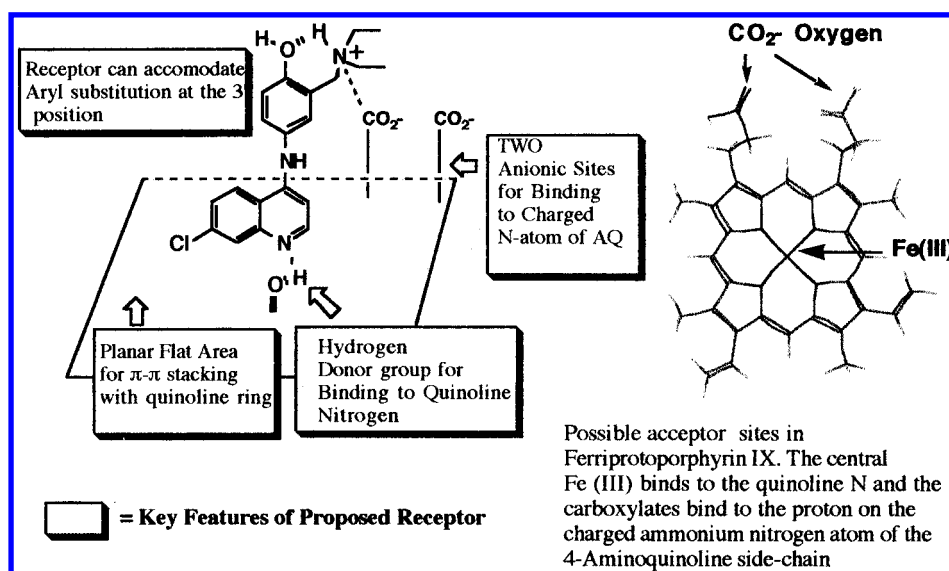 H
O
H
N
+
Receptor can accomodate
Aryl substitution at the 3
position
CO₂-
CO₂-
NH
TWO
Anionic Sites
for Binding
to Charged
N-atom of AQ
Cl
N
H
O
Planar Flat Area
for π-π stacking
with quinoline ring
Hydrogen
Donor group for
Binding to Quinoline
Nitrogen
= Key Features of Proposed Receptor
CO₂- Oxygen
Fe(III)
Possible acceptor sites in
Ferriprotoporphyrin IX. The central
Fe (III) binds to the quinoline N and the
carboxylates bind to the proton on the
charged ammonium nitrogen atom of the
4-Aminoquinoline side-chain